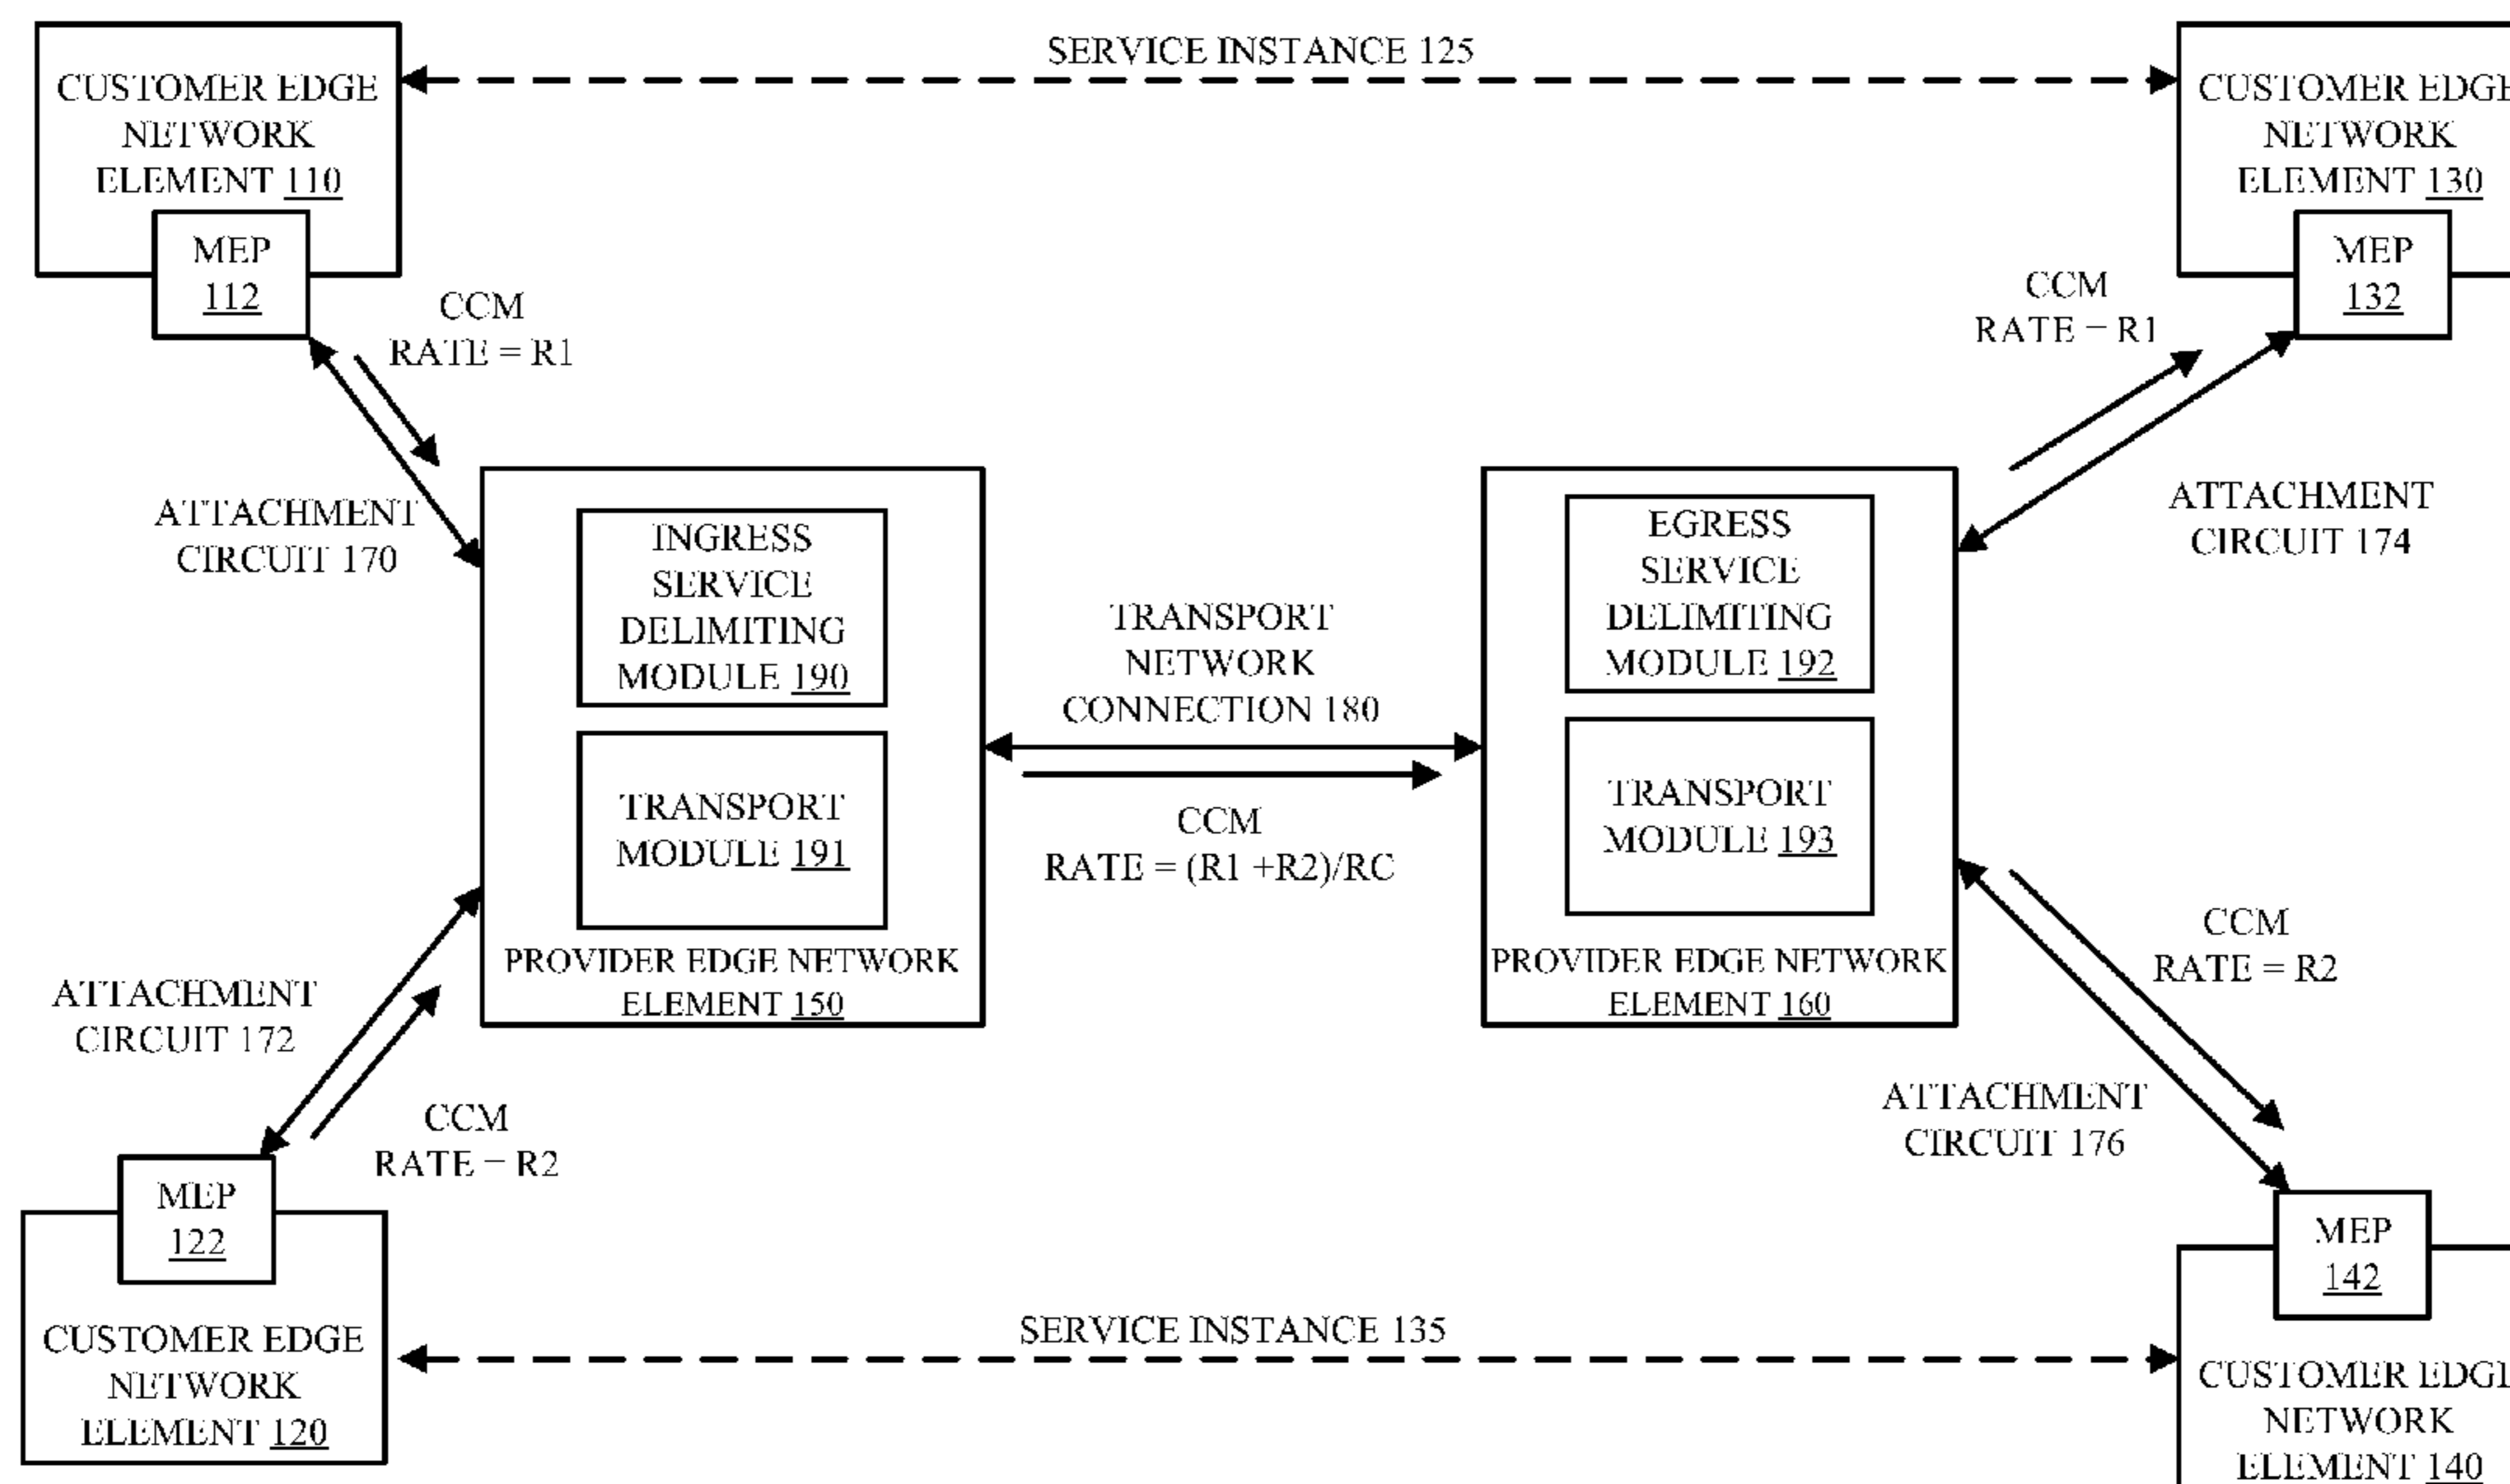 SERVICE INSTANCE 125
CUSTOMER EDGE
NETWORK
ELEMENT 110
MEP
112
CUSTOMER EDGE
NETWORK
ELEMENT 130
MEP
132
CCM
RATE = R1
CCM
RATE = R1
ATTACHMENT
CIRCUIT 170
ATTACHMENT
CIRCUIT 174
INGRESS
SERVICE
DELIMITING
MODULE 190
TRANSPORT
MODULE 191
PROVIDER EDGE NETWORK
ELEMENT 150
TRANSPORT
NETWORK
CONNECTION 180
CCM
RATE = (R1 +R2)/RC
EGRESS
SERVICE
DELIMITING
MODULE 192
TRANSPORT
MODULE 193
PROVIDER EDGE NETWORK
ELEMENT 160
ATTACHMENT
CIRCUIT 172
CCM
RATE = R2
CCM
RATE = R2
ATTACHMENT
CIRCUIT 176
MEP
122
CUSTOMER EDGE
NETWORK
ELEMENT 120
SERVICE INSTANCE 135
MEP
142
CUSTOMER EDGE
NETWORK
ELEMENT 140